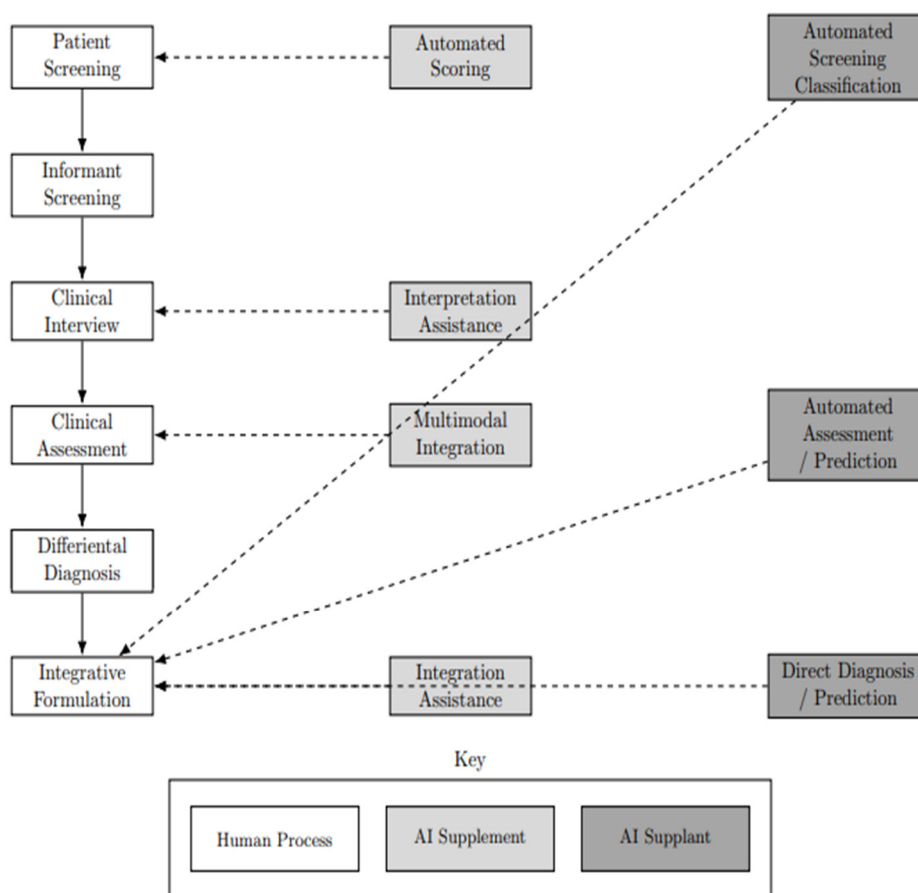 Patient
Screening
Automated
Scoring
Automated
Screening
Classification
Informant
Screening
Clinical
Interview
Interpretation
Assistance
Clinical
Assessment
Multimodal
Integration
Automated
Assessment
/ Prediction
Differiental
Diagnosis
Integrative
Formulation
Integration
Assistance
Direct Diagnosis
/ Prediction
Key
Human Process
AI Supplement
AI Supplant